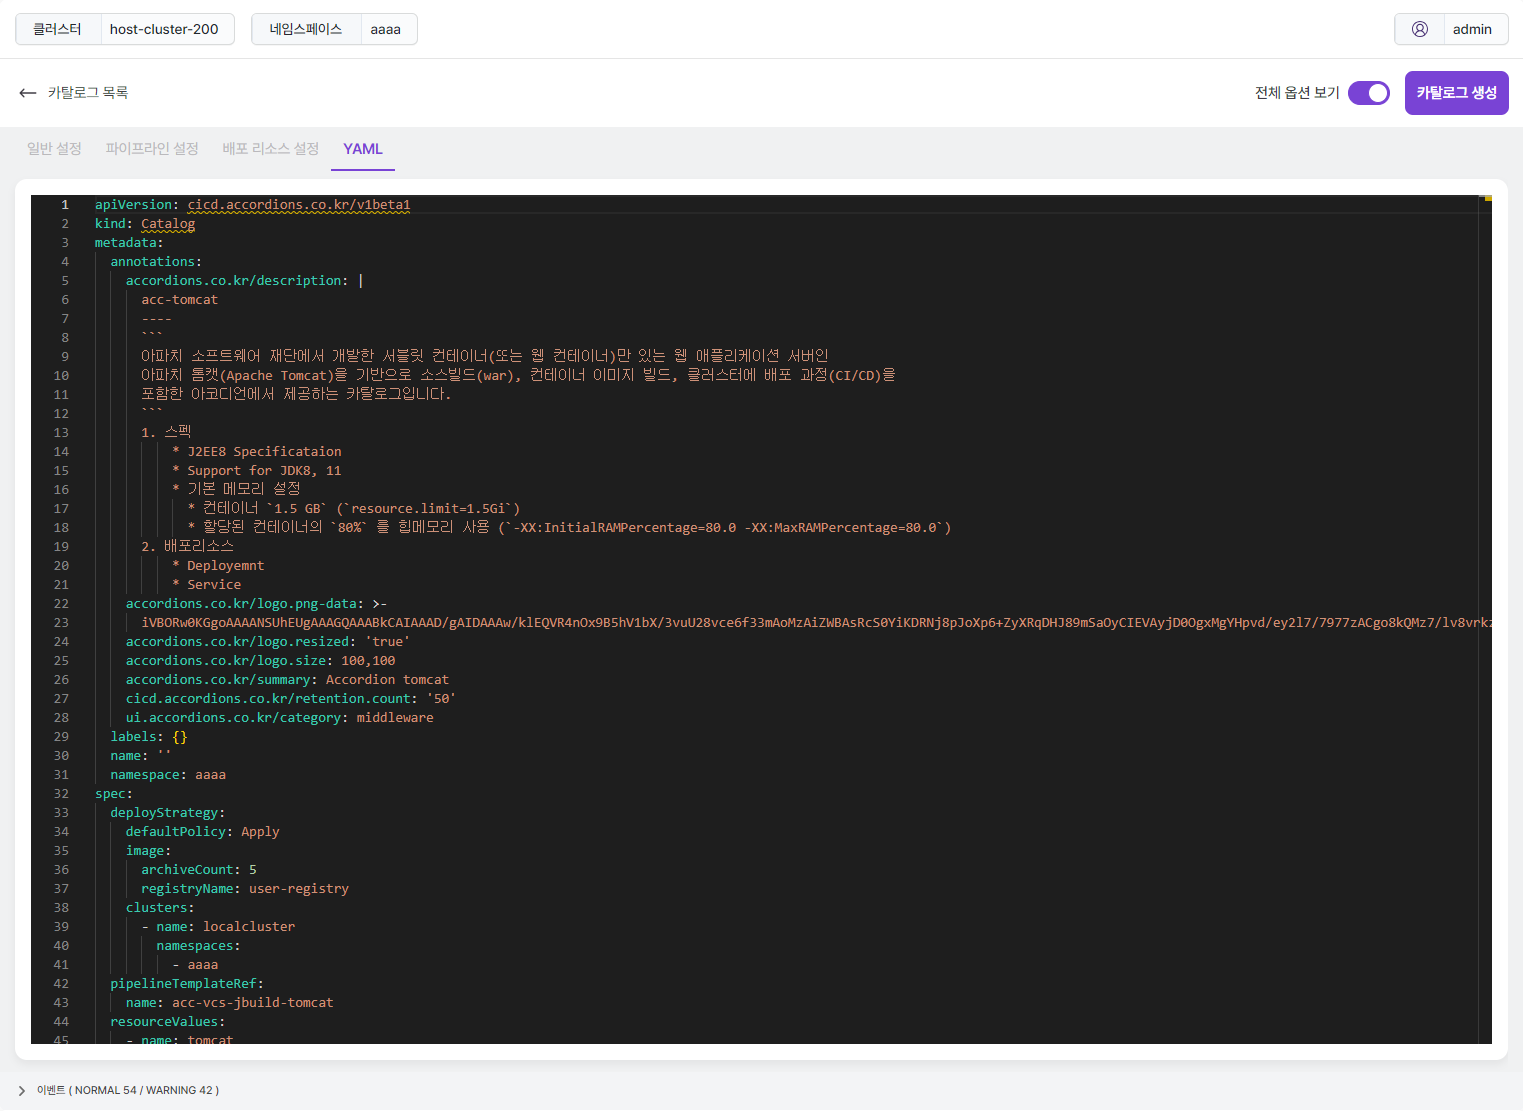 클러스터 host-cluster-200 네임스페이스 aaaa admin
카탈로그 목록 전체 옵션 보기 카탈로그 생성
일반 설정 파이프라인 설정 배포 리소스 설정 YAML
1 apiVersion: cicd.accordions.co.kr/v1beta1
2 kind: Catalog
3 metadata:
4 annotations:
5 accordions.co.kr/description: |
6 acc-tomcat
7 ----
8 ```
9 아파치 소프트웨어 재단에서 개발한 서블릿 컨테이너(또는 웹 컨테이너)만 있는 웹 애플리케이션 서버인
10 아파치 톰캣(Apache Tomcat)을 기반으로 소스빌드(war), 컨테이너 이미지 빌드, 클러스터에 배포 과정(CI/CD)을
11 포함한 아코디언에서 제공하는 카탈로그입니다.
12 ```
13 1. 스펙
14 * J2EE8 Specificataion
15 * Support for JDK8, 11
16 * 기본 메모리 설정
17 * 컨테이너 `1.5 GB` (`resource.limit=1.5Gi`)
18 * 할당된 컨테이너의 `80%` 를 힙메모리 사용 (`-XX:InitialRAMPercentage=80.0 -XX:MaxRAMPercentage=80.0`)
19 2. 배포리소스
20 * Deployemnt
21 * Service
22 accordions.co.kr/logo.png-data: >-
23 iVBORw0KGgoAAAANSUhEUgAAAGQAAABkCAIAAAD/gAIDAAAw/klEQVR4nOx9B5hV1bX/3vuU28vce6f33mAoMzAiZWBAsRcS0YiKDRNj8pJoXp6+ZyXRqDHJ89mSaOyCIEVAyjD0OgxMgYHpvd/ey2l7/7977zACgo8kQMz7/lv8vrk
24 accordions.co.kr/logo.resized: 'true'
25 accordions.co.kr/logo.size: 100,100
26 accordions.co.kr/summary: Accordion tomcat
27 cicd.accordions.co.kr/retention.count: '50'
28 ui.accordions.co.kr/category: middleware
29 labels: {}
30 name: ''
31 namespace: aaaa
32 spec:
33 deployStrategy:
34 defaultPolicy: Apply
35 image:
36 archiveCount: 5
37 registryName: user-registry
38 clusters:
39 - name: localcluster
40 namespaces:
41 - aaaa
42 pipelineTemplateRef:
43 name: acc-vcs-jbuild-tomcat
44 resourceValues:
45 - name: tomcat
이벤트 ( NORMAL 54 / WARNING 42 )